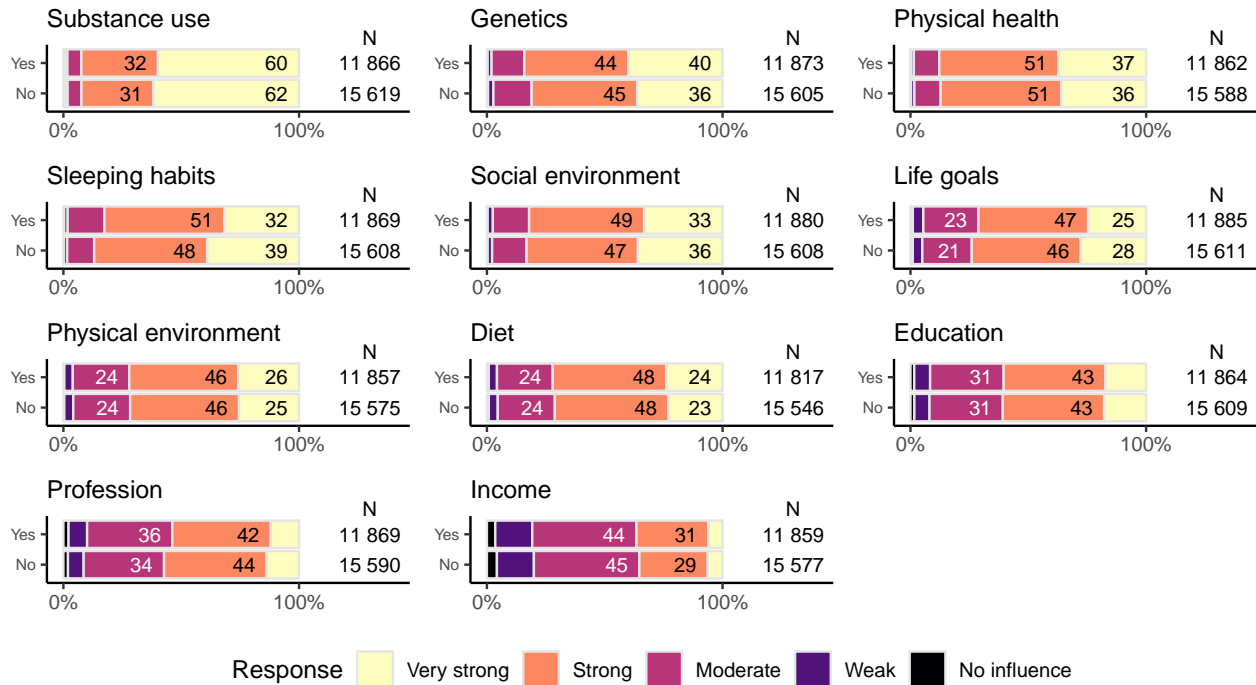 Substance use
N
Yes 32 60 11 866
No 31 62 15 619
0% 100%
Genetics
N
Yes 44 40 11 873
No 45 36 15 605
0% 100%
Physical health
N
Yes 51 37 11 862
No 51 36 15 588
0% 100%
Sleeping habits
N
Yes 51 32 11 869
No 48 39 15 608
0% 100%
Social environment
N
Yes 49 33 11 880
No 47 36 15 608
0% 100%
Life goals
N
Yes 23 47 25 11 885
No 21 46 28 15 611
0% 100%
Physical environment
N
Yes 24 46 26 11 857
No 24 46 25 15 575
0% 100%
Diet
N
Yes 24 48 24 11 817
No 24 48 23 15 546
0% 100%
Education
N
Yes 31 43 11 864
No 31 43 15 609
0% 100%
Profession
N
Yes 36 42 11 869
No 34 44 15 590
0% 100%
Income
N
Yes 44 31 11 859
No 45 29 15 577
0% 100%
Response Very strong Strong Moderate Weak No influence